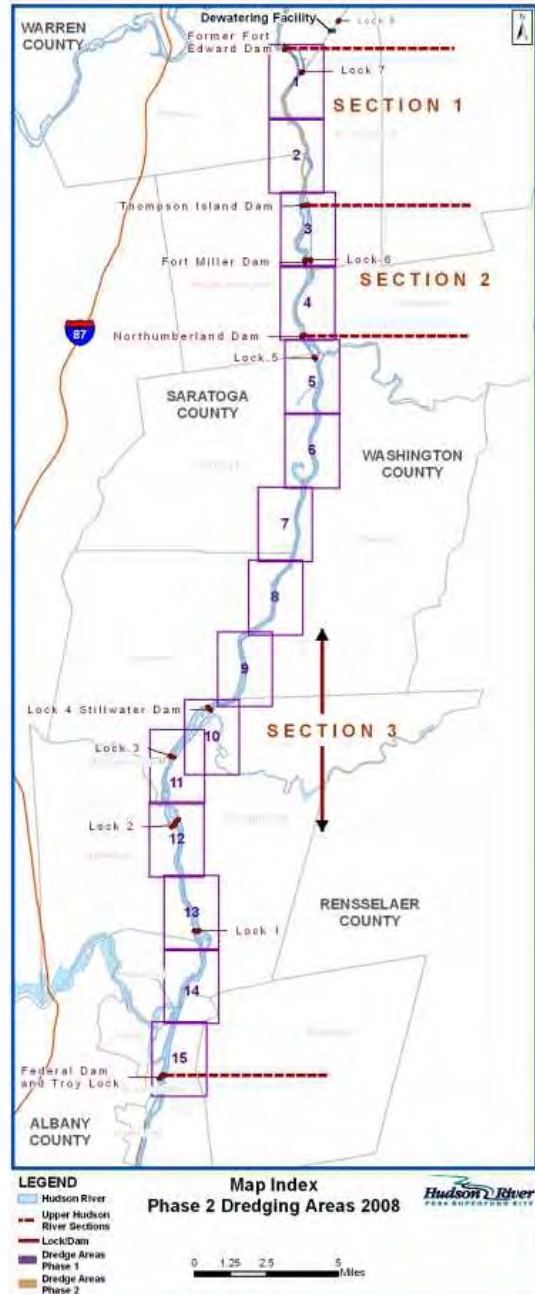 Dewatering Facility
Lock 8
WARREN
COUNTY
Former Fort
Edward Dam
N
Lock 7
1
SECTION 1
2
Thompson Island Dam
3
Fort Miller Dam
Lock 6
SECTION 2
4
87
Northumberland Dam
Lock 5
5
SARATOGA
COUNTY
6
WASHINGTON
COUNTY
7
8
9
Lock 4 Stillwater Dam
SECTION 3
10
Lock 3
11
Lock 2
12
RENSSELAER
COUNTY
13
Lock 1
14
15
Federal Dam
and Troy Lock
ALBANY
COUNTY
LEGEND
Hudson River
Upper Hudson
River Sections
Lock/Dam
Dredge Areas
Phase 1
Dredge Areas
Phase 2
Map Index
Phase 2 Dredging Areas 2008
Hudson River
PCBs SUPERFUND SITE
0 1.25 2.5 5
Miles